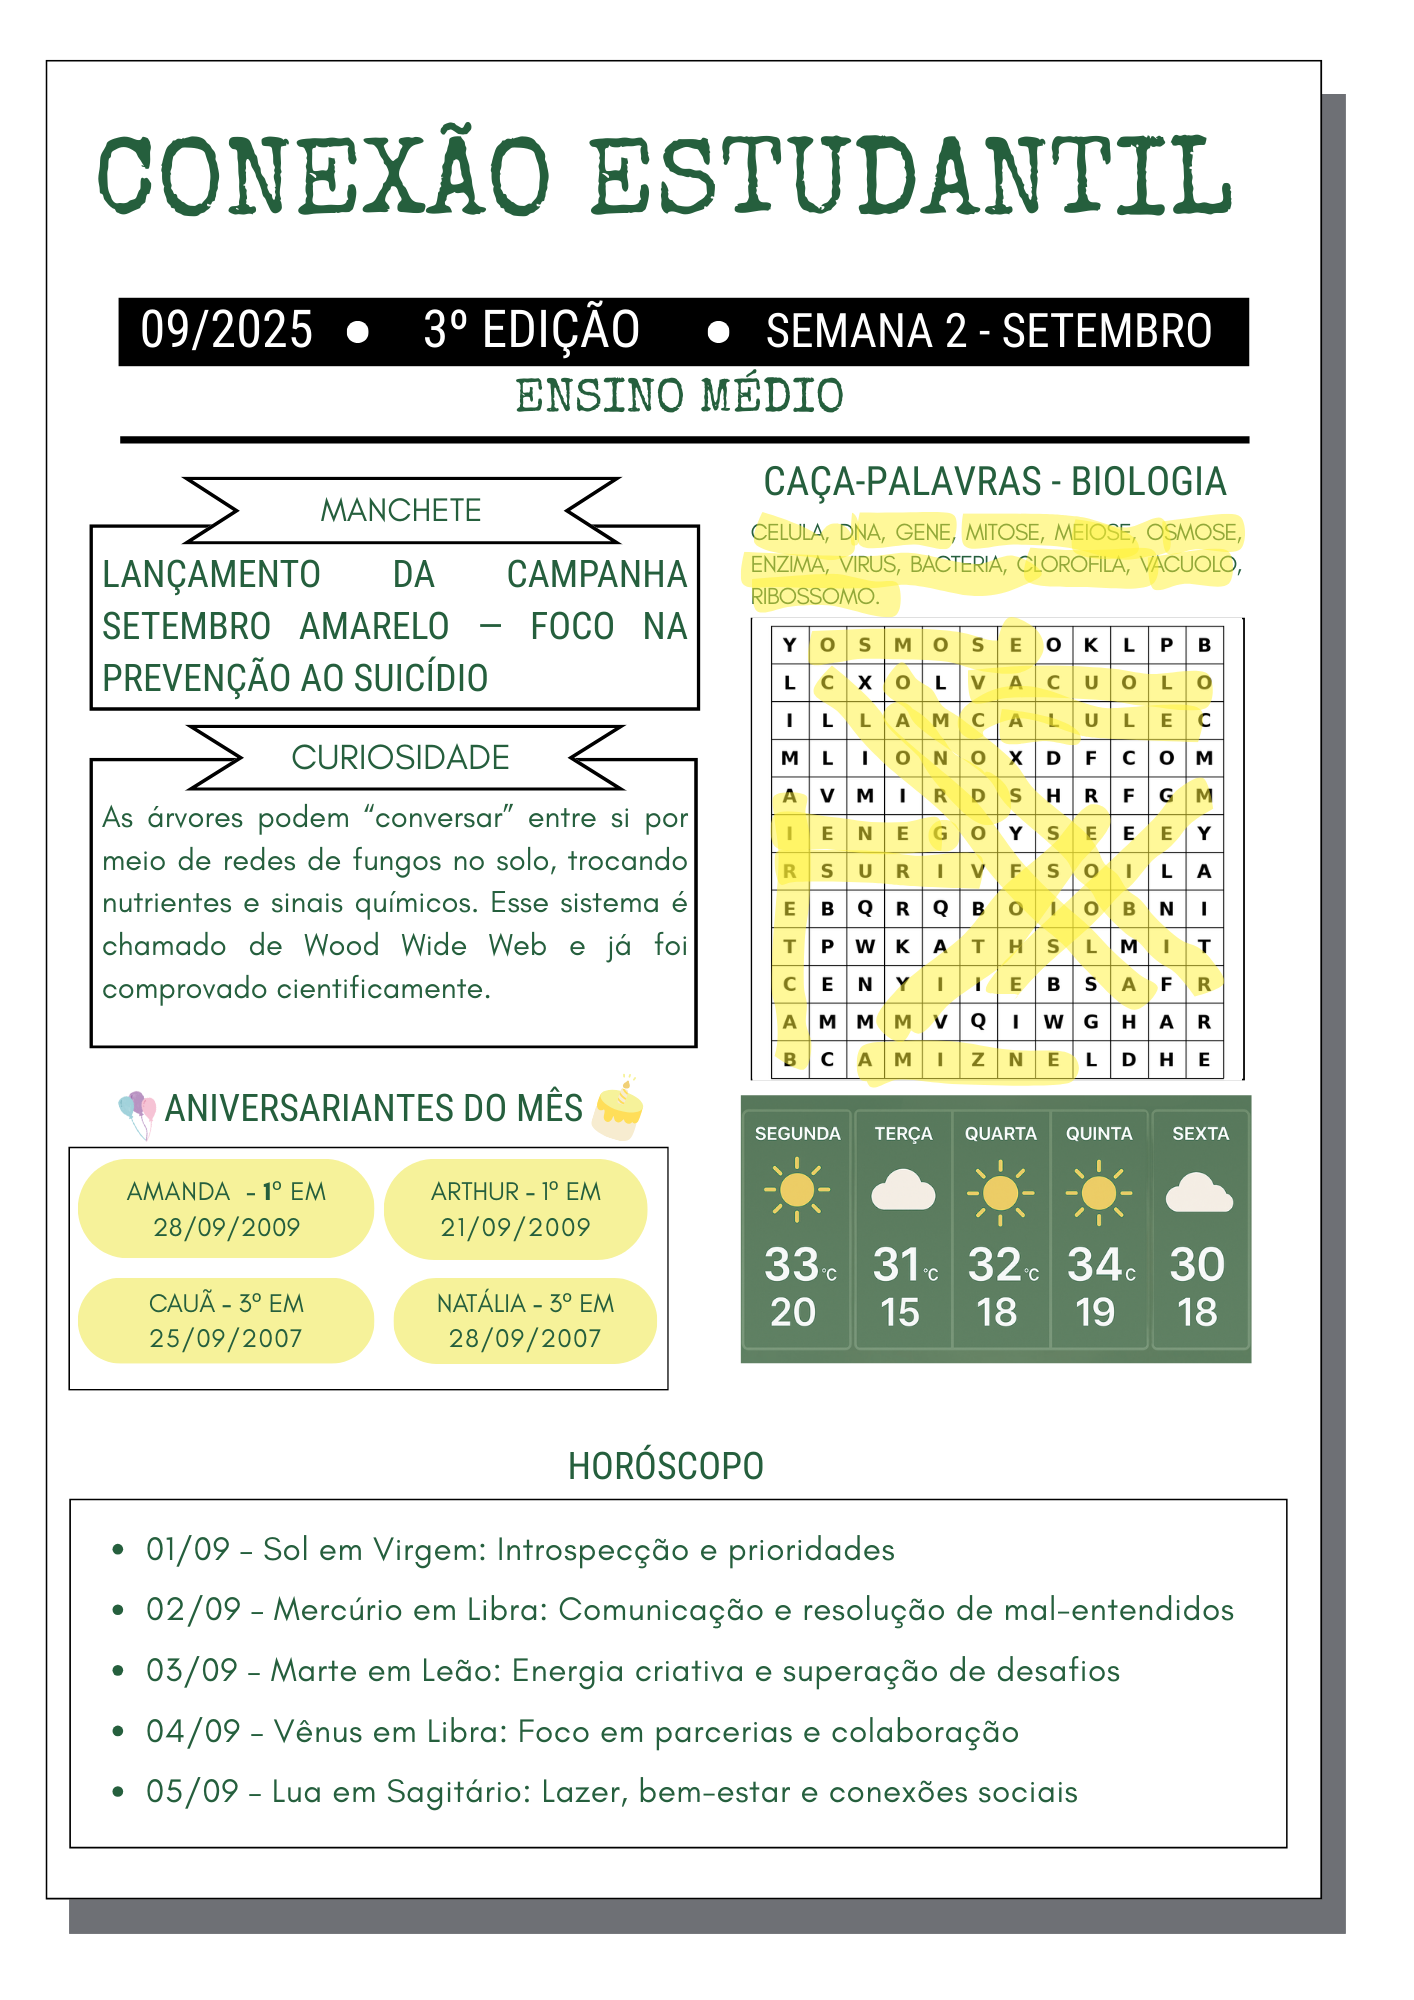 CONEXÃO ESTUDANTIL
09/2025 • 3º EDIÇÃO • SEMANA 2 - SETEMBRO
ENSINO MÉDIO
MANCHETE
LANÇAMENTO DA CAMPANHA
SETEMBRO AMARELO – FOCO NA
PREVENÇÃO AO SUICÍDIO
CURIOSIDADE
As árvores podem “conversar” entre si por
meio de redes de fungos no solo, trocando
nutrientes e sinais químicos. Esse sistema é
chamado de Wood Wide Web e já foi
comprovado cientificamente.
ANIVERSARIANTES DO MÊS
AMANDA - 1º EM
28/09/2009
ARTHUR - 1º EM
21/09/2009
CAUÃ - 3º EM
25/09/2007
NATÁLIA - 3º EM
28/09/2007
CAÇA-PALAVRAS - BIOLOGIA
CELULA, DNA, GENE, MITOSE, MEIOSE, OSMOSE,
ENZIMA, VIRUS, BACTERIA, CLOROFILA, VACUOLO,
RIBOSSOMO.
Y O S M O S E O K L P B
L C X O L V A C U O L O
I L L A M C A L U L E C
M L I O N O X D F C O M
A V M I R D S H R F G M
I E N E G O Y S E E E Y
R S U R I V F S O I L A
E B Q R Q B O I O B N I
T P W K A T H S L M I T
C E N Y I I E B S A F R
A M M M V Q I W G H A R
B C A M I Z N E L D H E
SEGUNDA TERÇA QUARTA QUINTA SEXTA
33°C 31°C 32°C 34C 30
20 15 18 19 18
HORÓSCOPO
• 01/09 – Sol em Virgem: Introspecção e prioridades
• 02/09 – Mercúrio em Libra: Comunicação e resolução de mal-entendidos
• 03/09 – Marte em Leão: Energia criativa e superação de desafios
• 04/09 – Vênus em Libra: Foco em parcerias e colaboração
• 05/09 – Lua em Sagitário: Lazer, bem-estar e conexões sociais